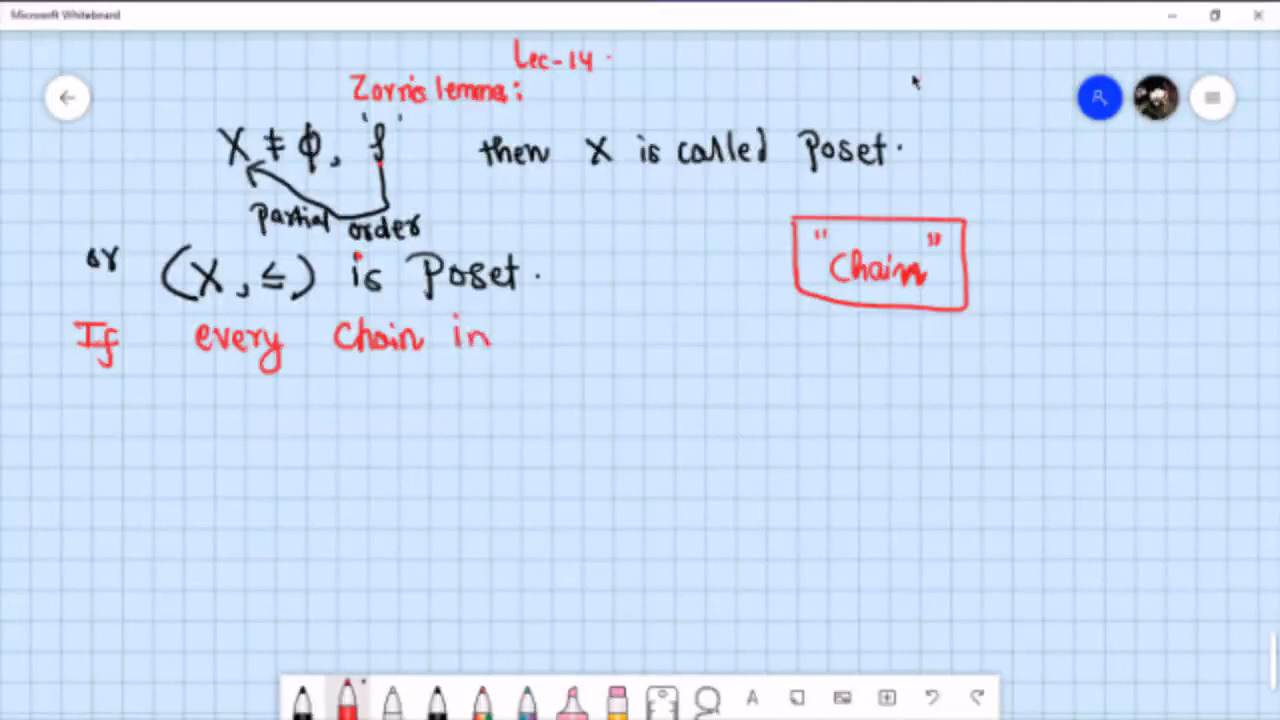 Microsoft Whiteboard
Lec-14.
Zorn's lemma:
X ≠ ϕ, '{' then X is called Poset.
Partial order
or (X, ≤) is Poset.
"Chain"
If every Chain in